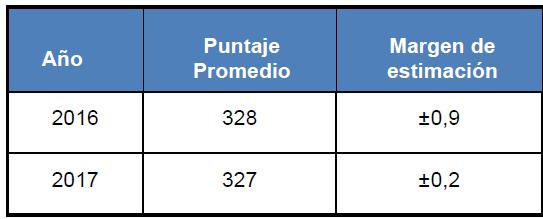 Año
Puntaje
Promedio
Margen de
estimación
2016 328 ±0,9
2017 327 ±0,2